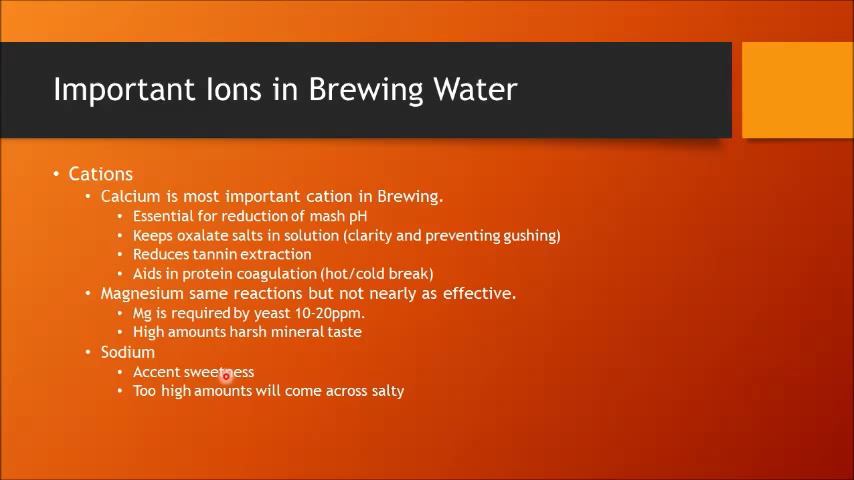 Important Ions in Brewing Water
• Cations
• Calcium is most important cation in Brewing.
• Essential for reduction of mash pH
• Keeps oxalate salts in solution (clarity and preventing gushing)
• Reduces tannin extraction
• Aids in protein coagulation (hot/cold break)
• Magnesium same reactions but not nearly as effective.
• Mg is required by yeast 10-20ppm.
• High amounts harsh mineral taste
• Sodium
• Accent sweetness
• Too high amounts will come across salty